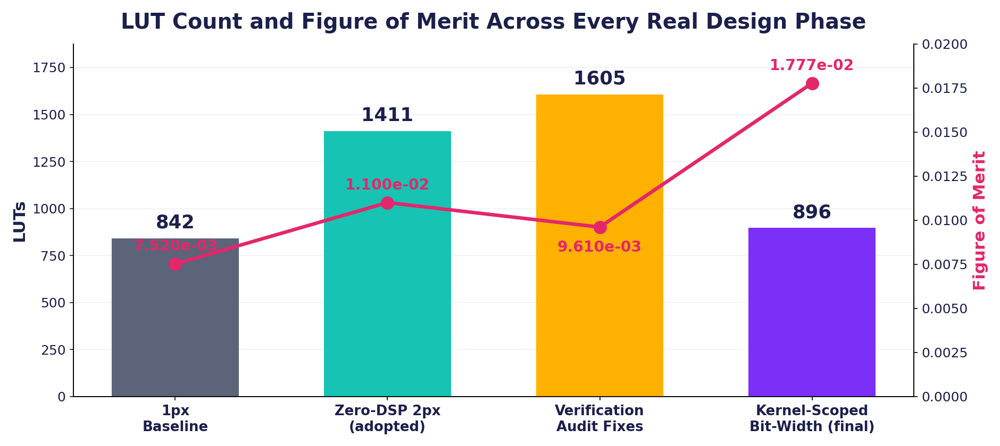 LUT Count and Figure of Merit Across Every Real Design Phase
LUTs
1750
1500
1250
1000
750
500
250
0
842
7.520e-03
1411
1.100e-02
1605
9.610e-03
1.777e-02
896
0.0200
0.0175
0.0150
0.0125
0.0100
0.0075
0.0050
0.0025
0.0000
Figure of Merit
1px
Baseline
Zero-DSP 2px
(adopted)
Verification
Audit Fixes
Kernel-Scoped
Bit-Width (final)